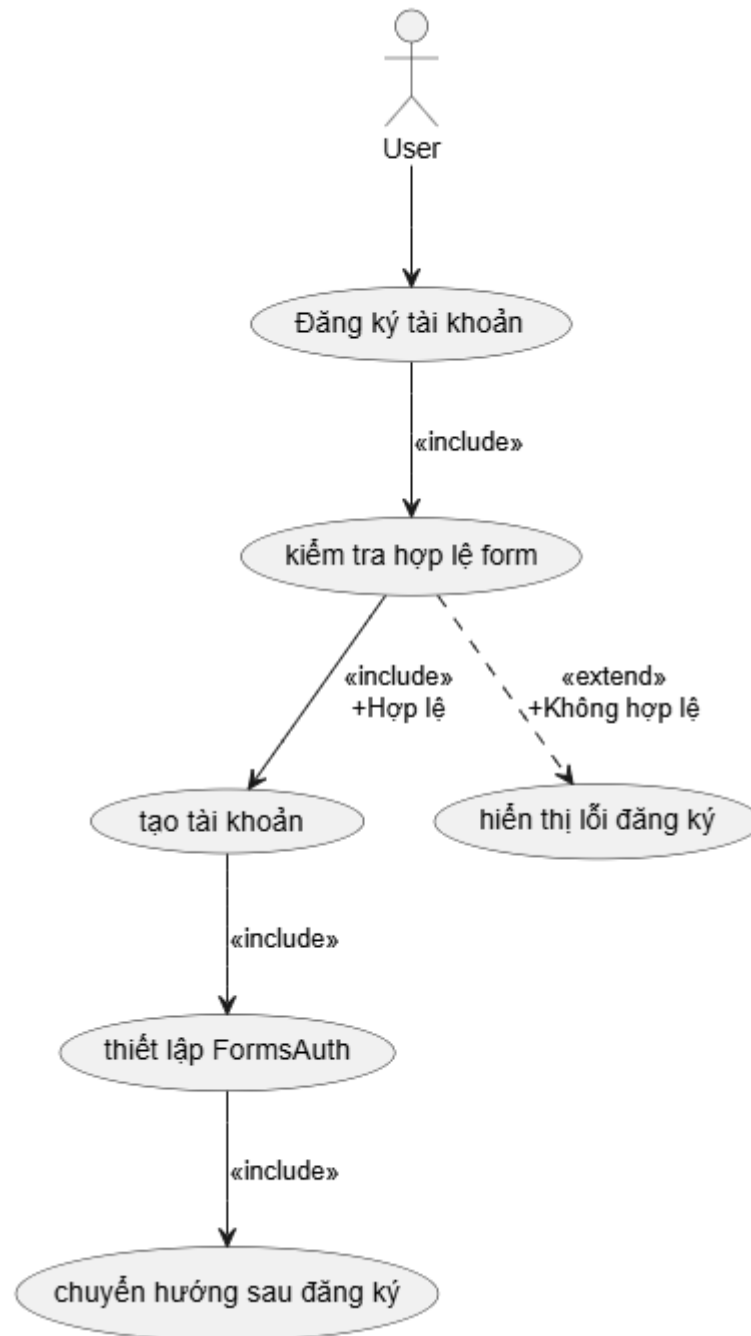 User
Đăng ký tài khoản
«include»
kiểm tra hợp lệ form
«include»
+Hợp lệ
«extend»
+Không hợp lệ
tạo tài khoản
hiển thị lỗi đăng ký
«include»
thiết lập FormsAuth
«include»
chuyển hướng sau đăng ký